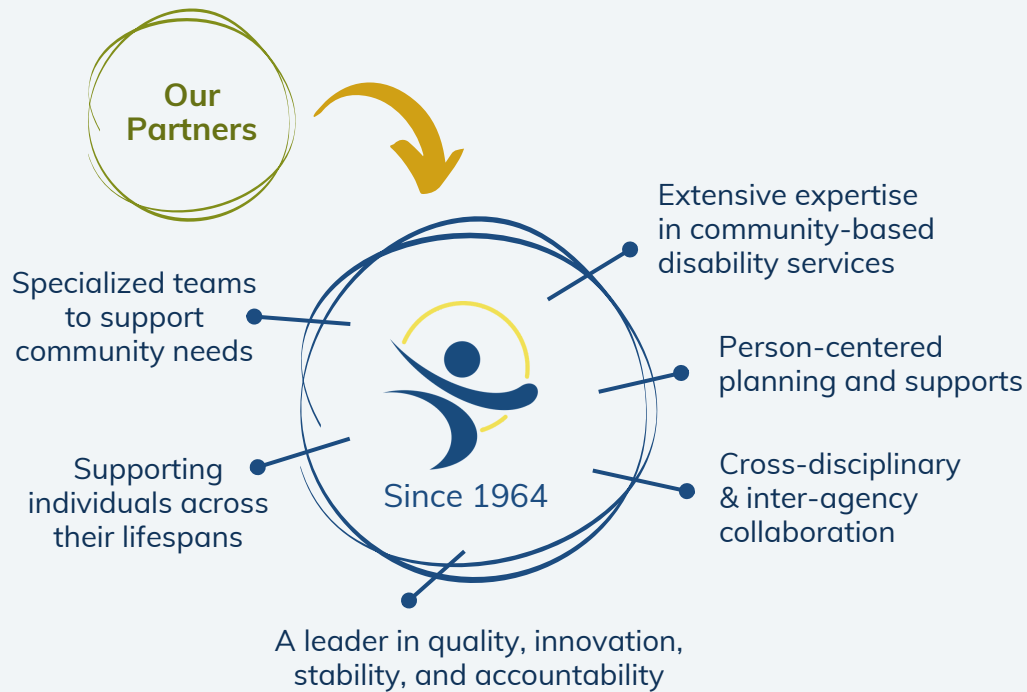 Our
Partners
Extensive expertise
in community-based
disability services
Specialized teams
to support
community needs
Person-centered
planning and supports
Supporting
individuals across
their lifespans
Cross-disciplinary
& inter-agency
collaboration
Since 1964
A leader in quality, innovation,
stability, and accountability